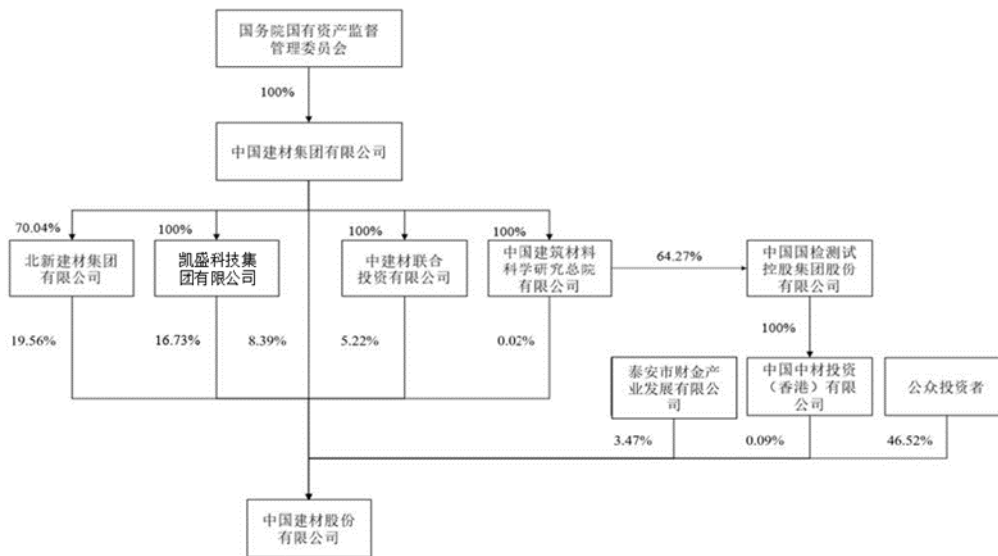 国务院国有资产监督
管理委员会
100%
中国建材集团有限公司
70.04%
100%
100%
100%
北新建材集团
有限公司
凯盛科技集
团有限公司
中建材联合
投资有限公司
中国建筑材料
科学研究总院
有限公司
64.27%
中国国检测试
控股集团股份
有限公司
19.56%
16.73%
8.39%
5.22%
0.02%
100%
泰安市财金产
业发展有限公
司
中国中材投资
（香港）有限
公司
公众投资者
3.47%
0.09%
46.52%
中国建材股份
有限公司